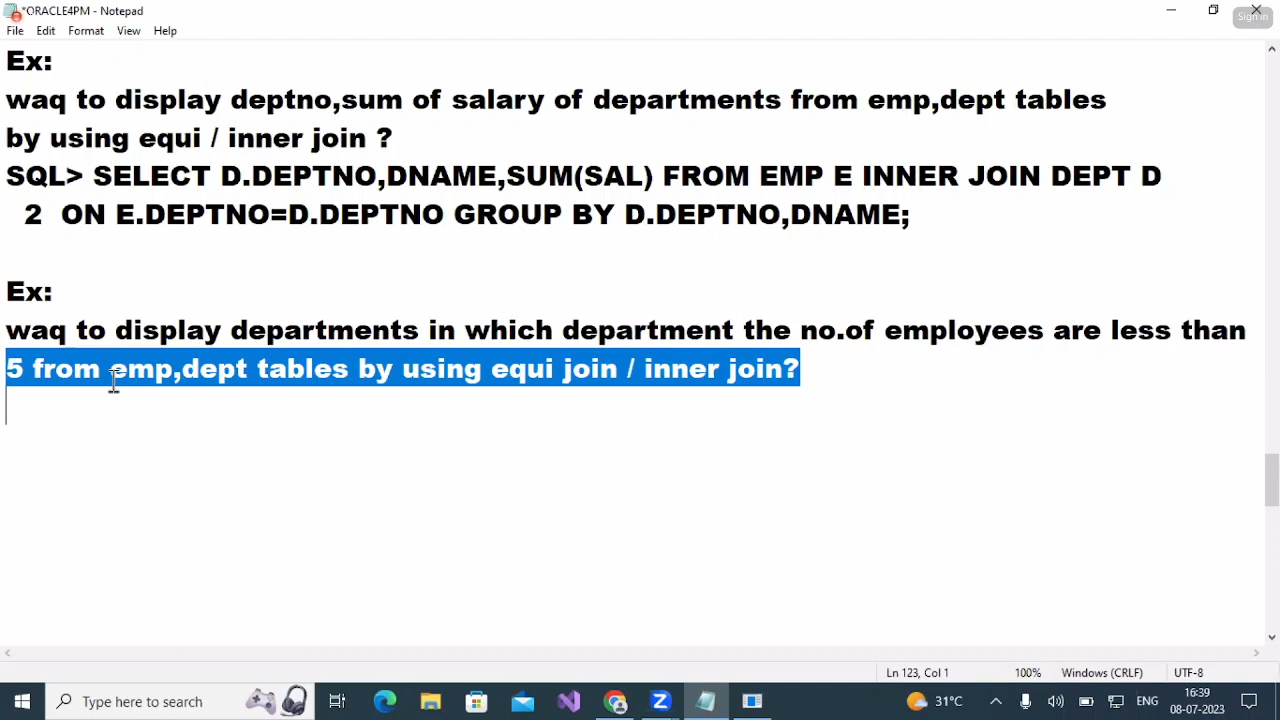 *ORACLE4PM - Notepad
Sign in
File Edit Format View Help
Ex:
waq to display deptno,sum of salary of departments from emp,dept tables
by using equi / inner join ?
SQL> SELECT D.DEPTNO,DNAME,SUM(SAL) FROM EMP E INNER JOIN DEPT D
2 ON E.DEPTNO=D.DEPTNO GROUP BY D.DEPTNO,DNAME;
Ex:
waq to display departments in which department the no.of employees are less than
5 from emp,dept tables by using equi join / inner join?
Ln 123, Col 1 100% Windows (CRLF) UTF-8
Type here to search
31°C
ENG
16:39
08-07-2023